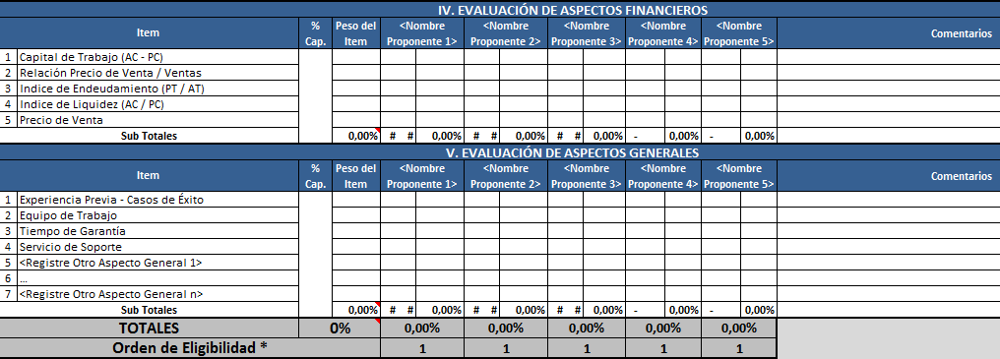 IV. EVALUACIÓN DE ASPECTOS FINANCIEROS
Item % Cap. Peso del Item <Nombre Proponente 1> <Nombre Proponente 2> <Nombre Proponente 3> <Nombre Proponente 4> <Nombre Proponente 5> Comentarios
1 Capital de Trabajo (AC - PC)
2 Relación Precio de Venta / Ventas
3 Indice de Endeudamiento (PT / AT)
4 Indice de Liquidez (AC / PC)
5 Precio de Venta
Sub Totales 0,00% # # 0,00% # # 0,00% # # 0,00% - 0,00% - 0,00%
V. EVALUACIÓN DE ASPECTOS GENERALES
Item % Cap. Peso del Item <Nombre Proponente 1> <Nombre Proponente 2> <Nombre Proponente 3> <Nombre Proponente 4> <Nombre Proponente 5> Comentarios
1 Experiencia Previa - Casos de Éxito
2 Equipo de Trabajo
3 Tiempo de Garantía
4 Servicio de Soporte
5 <Registre Otro Aspecto General 1>
6 ...
7 <Registre Otro Aspecto General n>
Sub Totales 0,00% # # 0,00% # # 0,00% # # 0,00% - 0,00% - 0,00%
TOTALES 0% 0,00% 0,00% 0,00% 0,00% 0,00%
Orden de Eligibilidad * 1 1 1 1 1